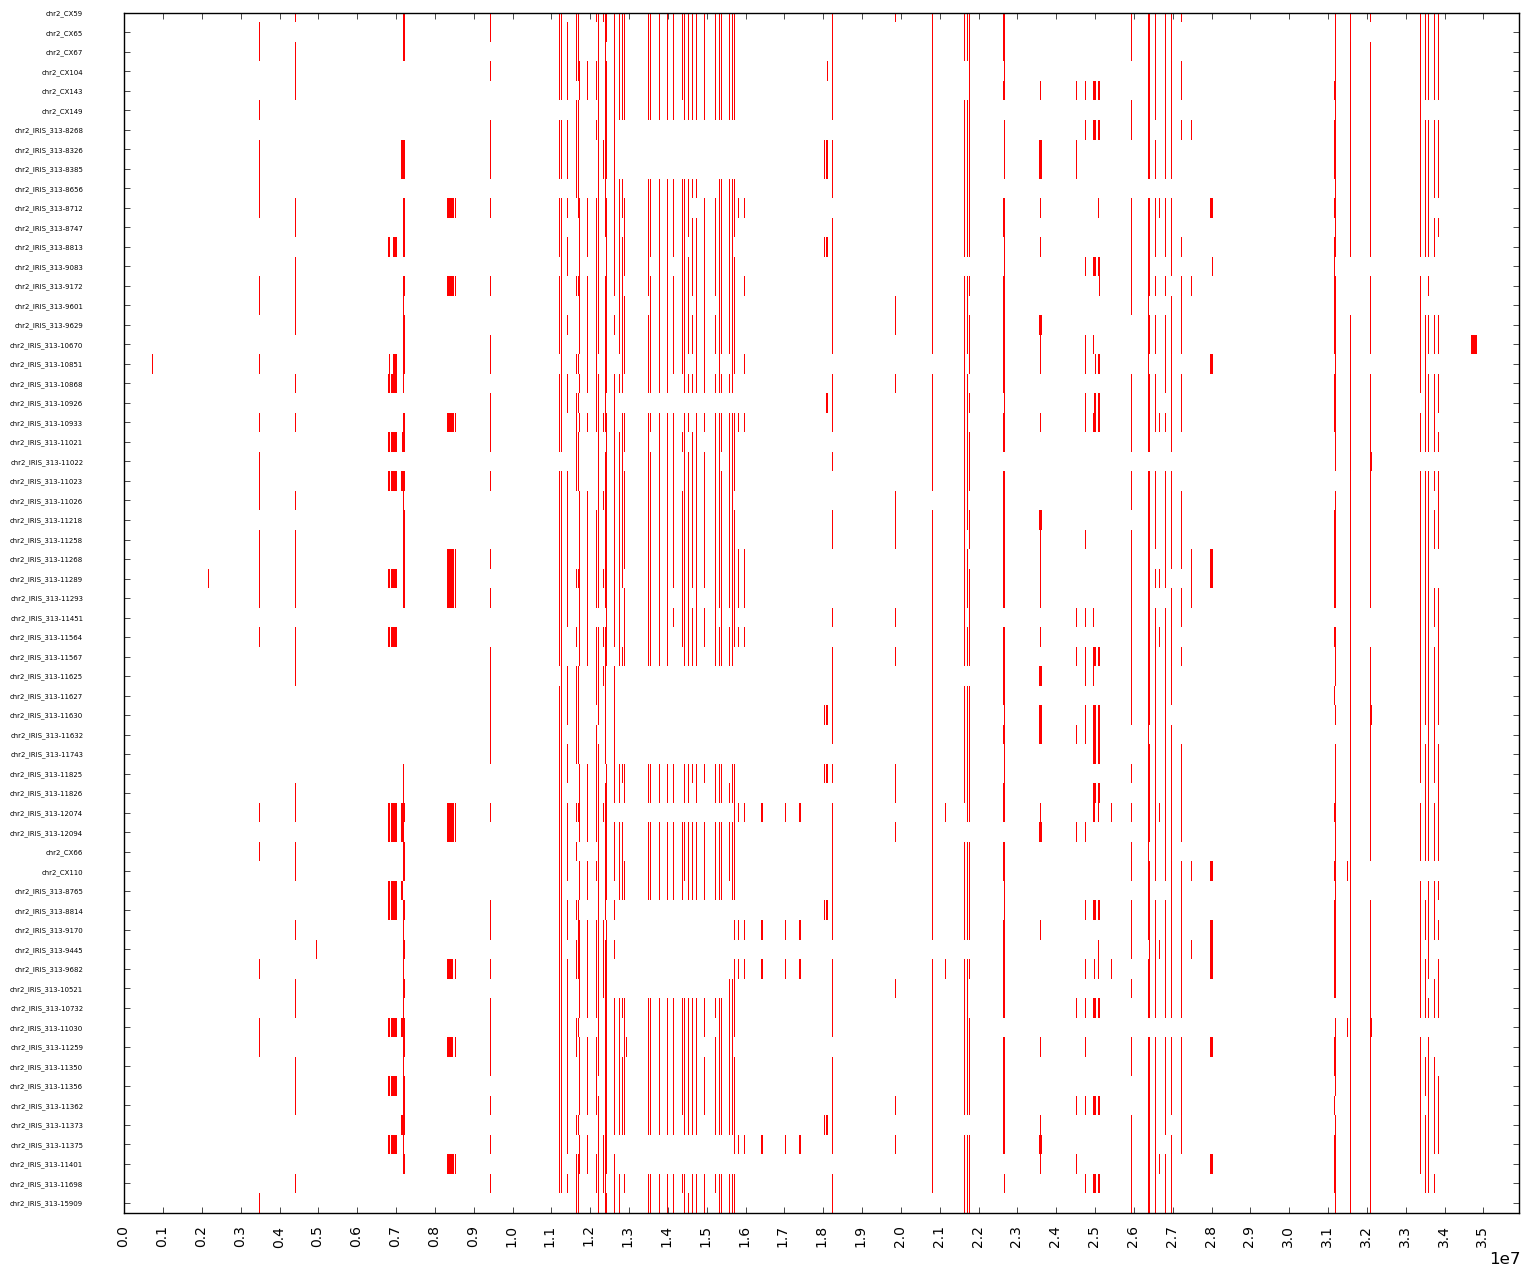 chr2_CX59
chr2_CX65
chr2_CX67
chr2_CX104
chr2_CX143
chr2_CX149
chr2_IRIS_313-8268
chr2_IRIS_313-8326
chr2_IRIS_313-8385
chr2_IRIS_313-8656
chr2_IRIS_313-8712
chr2_IRIS_313-8747
chr2_IRIS_313-8813
chr2_IRIS_313-9083
chr2_IRIS_313-9172
chr2_IRIS_313-9601
chr2_IRIS_313-9629
chr2_IRIS_313-10670
chr2_IRIS_313-10851
chr2_IRIS_313-10868
chr2_IRIS_313-10926
chr2_IRIS_313-10933
chr2_IRIS_313-11021
chr2_IRIS_313-11022
chr2_IRIS_313-11023
chr2_IRIS_313-11026
chr2_IRIS_313-11218
chr2_IRIS_313-11258
chr2_IRIS_313-11268
chr2_IRIS_313-11289
chr2_IRIS_313-11293
chr2_IRIS_313-11451
chr2_IRIS_313-11564
chr2_IRIS_313-11567
chr2_IRIS_313-11625
chr2_IRIS_313-11627
chr2_IRIS_313-11630
chr2_IRIS_313-11632
chr2_IRIS_313-11743
chr2_IRIS_313-11825
chr2_IRIS_313-11826
chr2_IRIS_313-12074
chr2_IRIS_313-12094
chr2_CX66
chr2_CX110
chr2_IRIS_313-8765
chr2_IRIS_313-8814
chr2_IRIS_313-9170
chr2_IRIS_313-9445
chr2_IRIS_313-9682
chr2_IRIS_313-10521
chr2_IRIS_313-10732
chr2_IRIS_313-11030
chr2_IRIS_313-11259
chr2_IRIS_313-11350
chr2_IRIS_313-11356
chr2_IRIS_313-11362
chr2_IRIS_313-11373
chr2_IRIS_313-11375
chr2_IRIS_313-11401
chr2_IRIS_313-11698
chr2_IRIS_313-15909
0.0 0.1 0.2 0.3 0.4 0.5 0.6 0.7 0.8 0.9 1.0 1.1 1.2 1.3 1.4 1.5 1.6 1.7 1.8 1.9 2.0 2.1 2.2 2.3 2.4 2.5 2.6 2.7 2.8 2.9 3.0 3.1 3.2 3.3 3.4 3.5
1e7